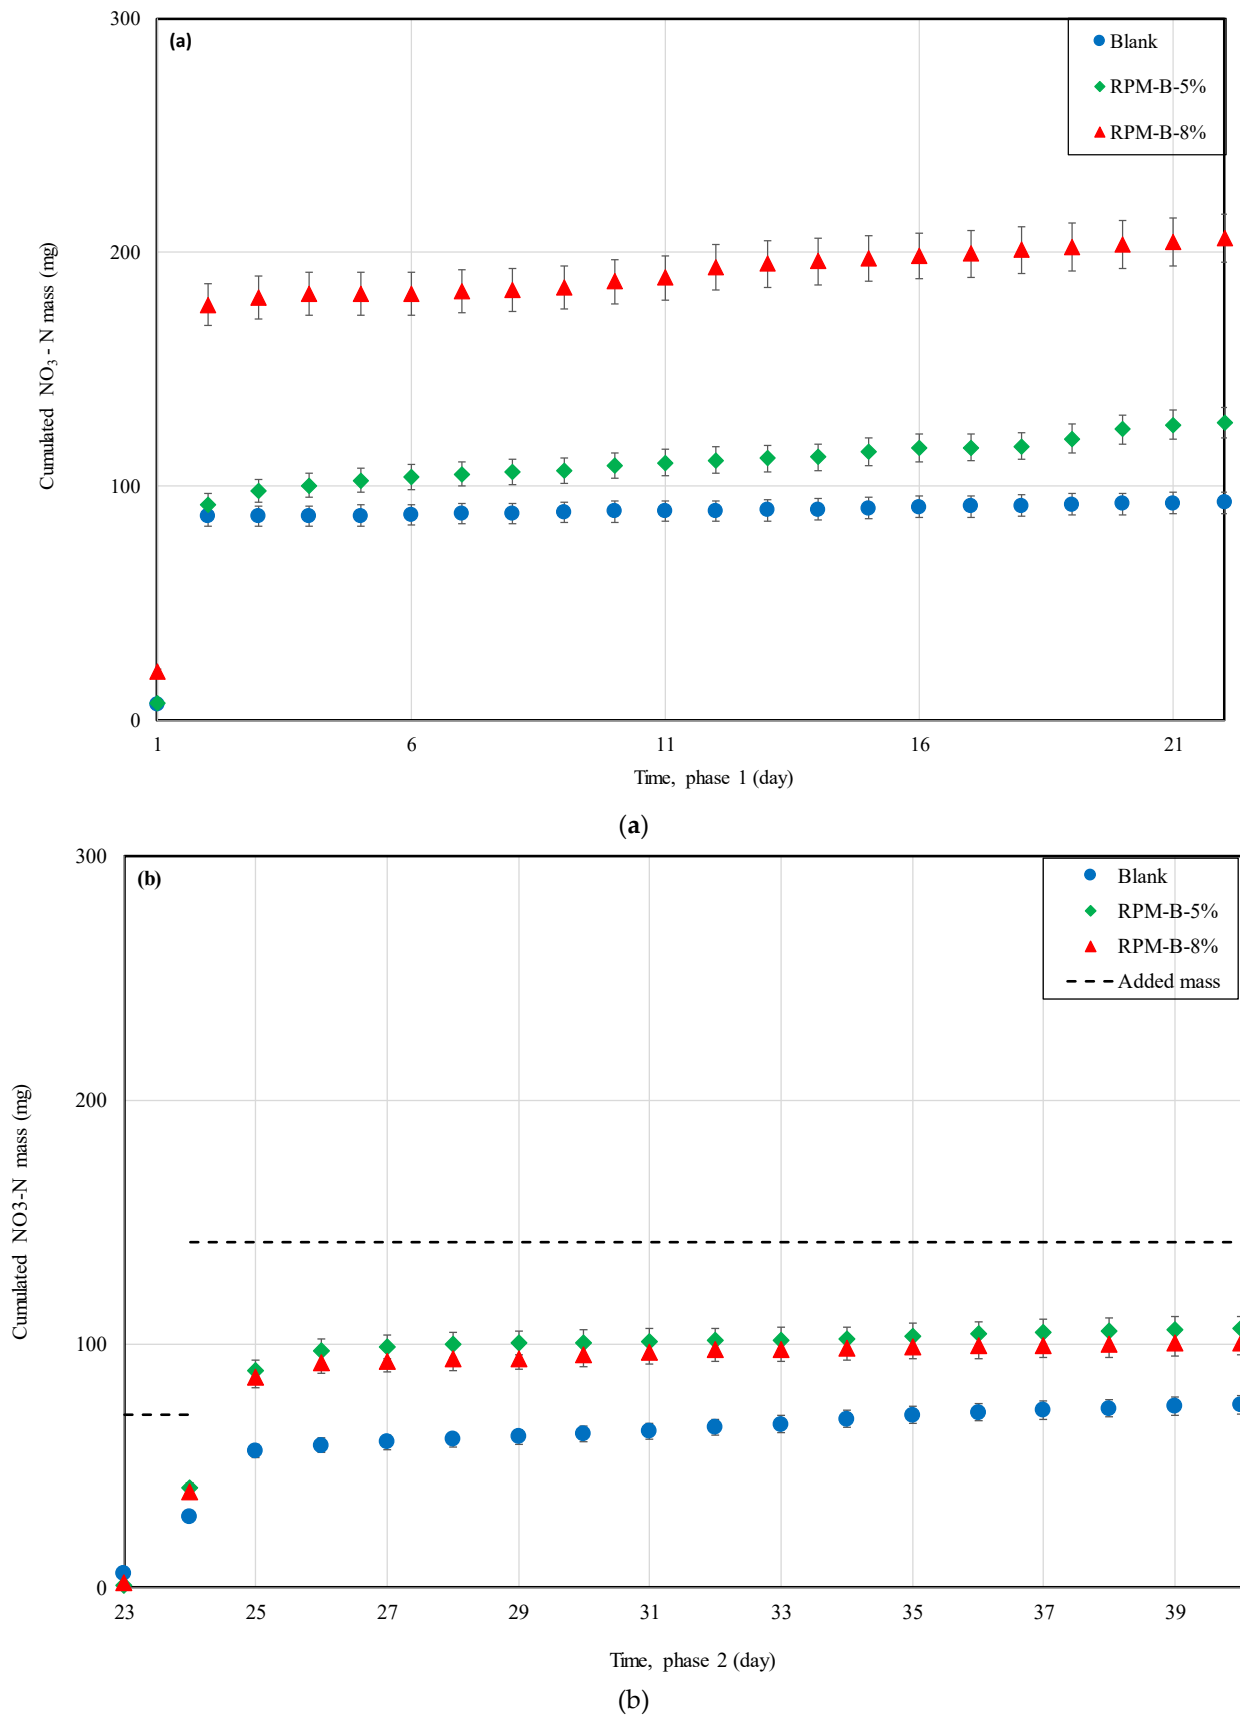 300
(a)
Blank
RPM-B-5%
RPM-B-8%
200
100
0
Cumulated NO₃ - N mass (mg)
1 6 11 16 21
Time, phase 1 (day)
(a)
300
(b)
Blank
RPM-B-5%
RPM-B-8%
Added mass
200
100
0
Cumulated NO3-N mass (mg)
23 25 27 29 31 33 35 37 39
Time, phase 2 (day)
(b)